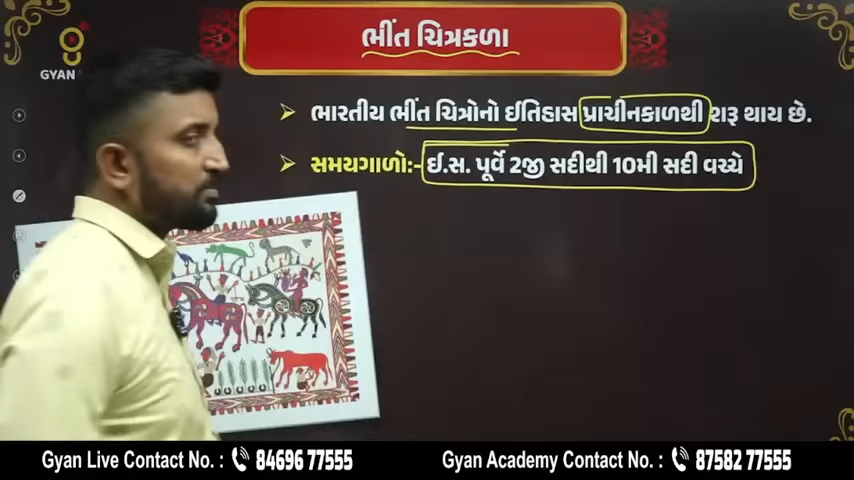 ભીંત ચિત્રકળા
GYAN
➢ ભારતીય ભીંત ચિત્રોનો ઈતિહાસ પ્રાચીનકાળથી શરૂ થાય છે.
➢ સમયગાળો:- ઈ.સ. પૂર્વે 2જી સદીથી 10મી સદી વચ્ચે
Gyan Live Contact No. : 84696 77555
Gyan Academy Contact No. : 87582 77555